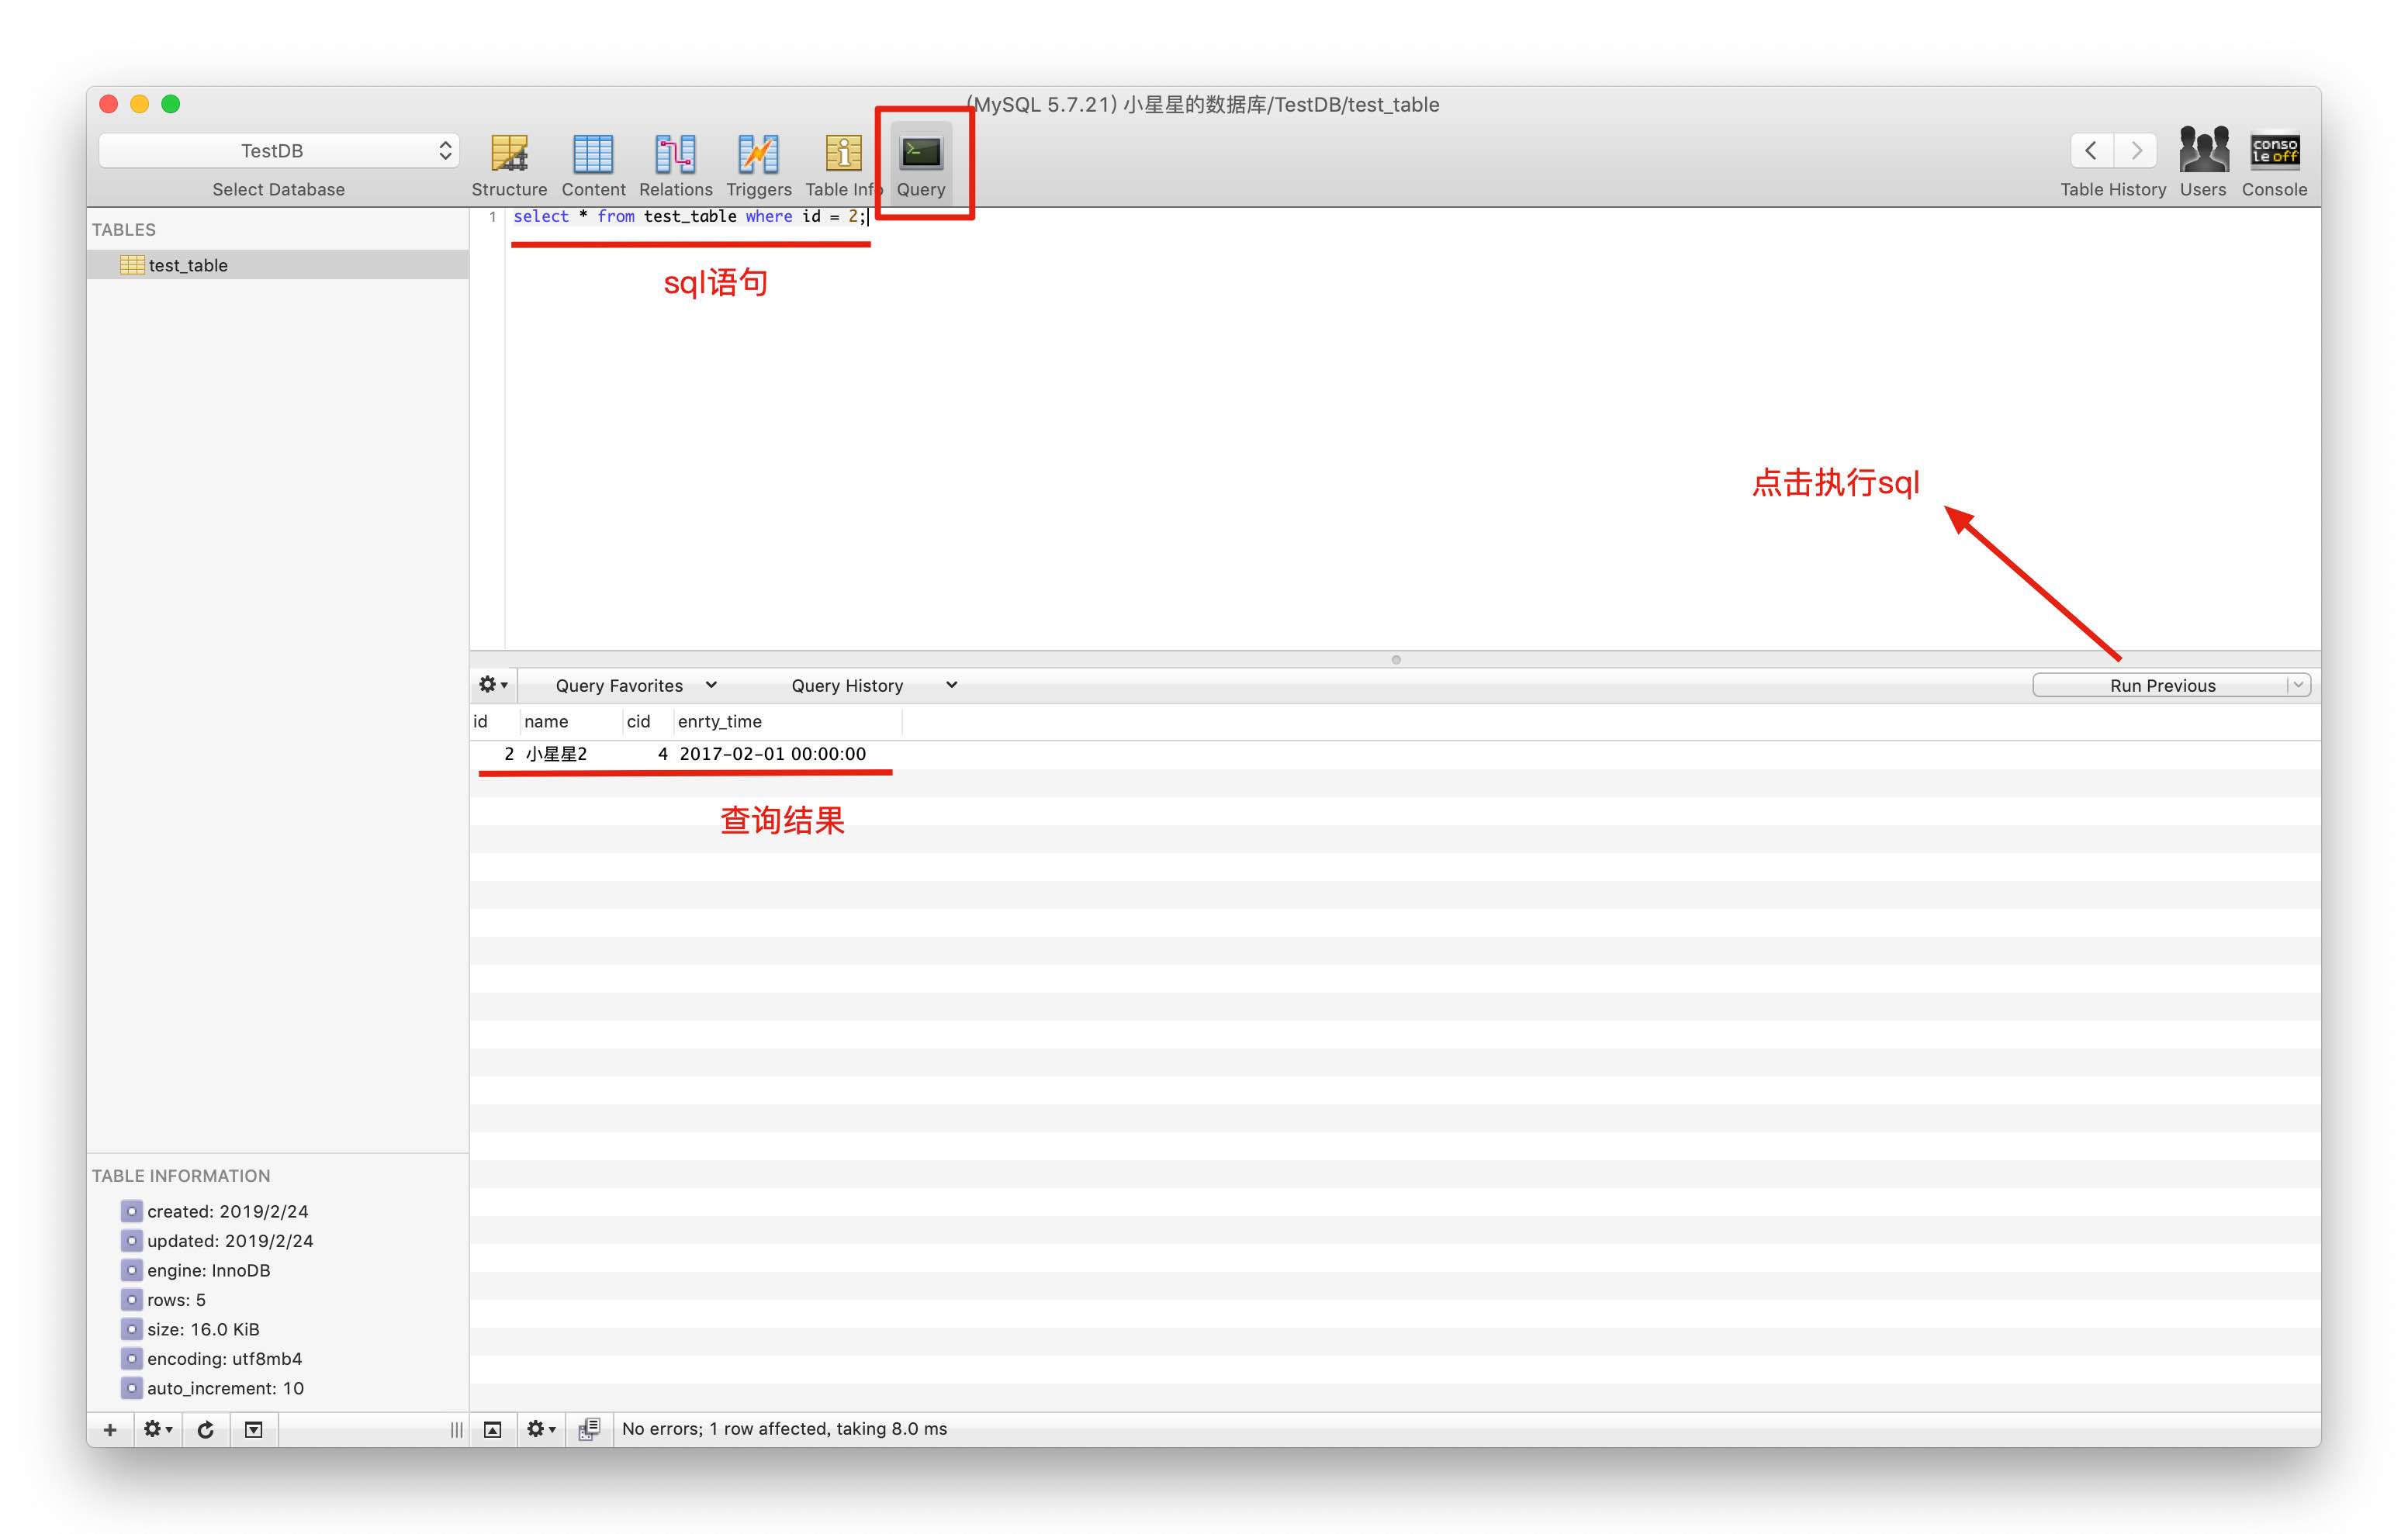 (MySQL 5.7.21) 小星星的数据库/TestDB/test_table
TestDB
Select Database
Structure
Content
Relations
Triggers
Table Info
Query
Table History
Users
conso
le off
Console
TABLES
test_table
1 select * from test_table where id = 2;
sql语句
点击执行sql
Query Favorites
Query History
Run Previous
id name cid enrty_time
2 小星星2 4 2017-02-01 00:00:00
查询结果
TABLE INFORMATION
created: 2019/2/24
updated: 2019/2/24
engine: InnoDB
rows: 5
size: 16.0 KiB
encoding: utf8mb4
auto_increment: 10
No errors; 1 row affected, taking 8.0 ms